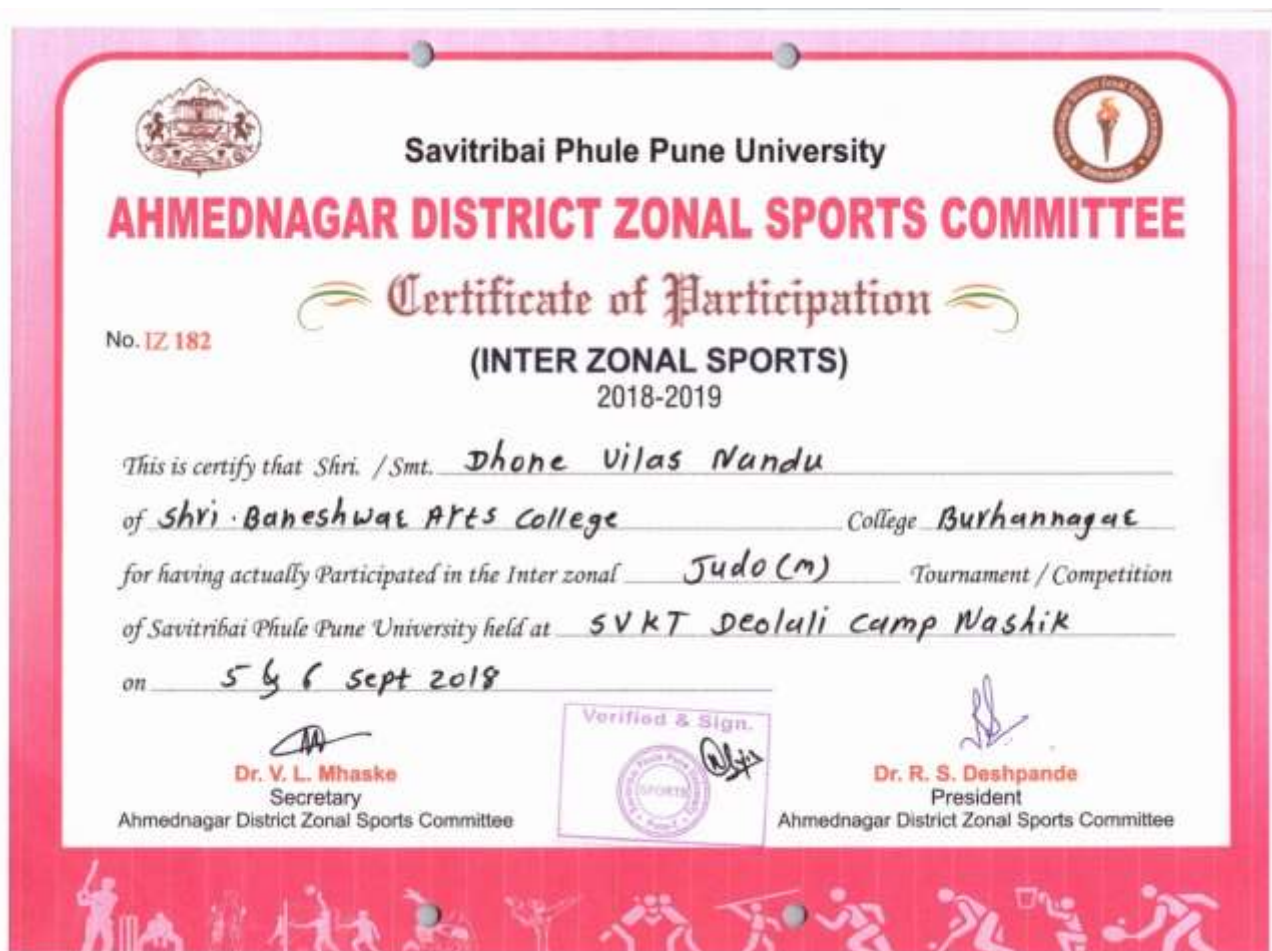 Savitribai Phule Pune University
AHMEDNAGAR DISTRICT ZONAL SPORTS COMMITTEE
Certificate of Participation
No. IZ 182
(INTER ZONAL SPORTS)
2018-2019
This is certify that Shri. / Smt. Dhone Vilas Nandu
of Shri. Baneshwar Arts College College Burhannagar
for having actually Participated in the Inter zonal Judo (m) Tournament / Competition
of Savitribai Phule Pune University held at SVKT Deolali Camp Nashik
on 5 & 6 Sept 2018
Verified & Sign.
SPORTS
Dr. V. L. Mhaske
Secretary
Ahmednagar District Zonal Sports Committee
Dr. R. S. Deshpande
President
Ahmednagar District Zonal Sports Committee